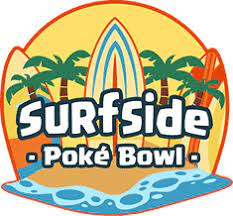 SURFSIDE
- Poké Bowl -